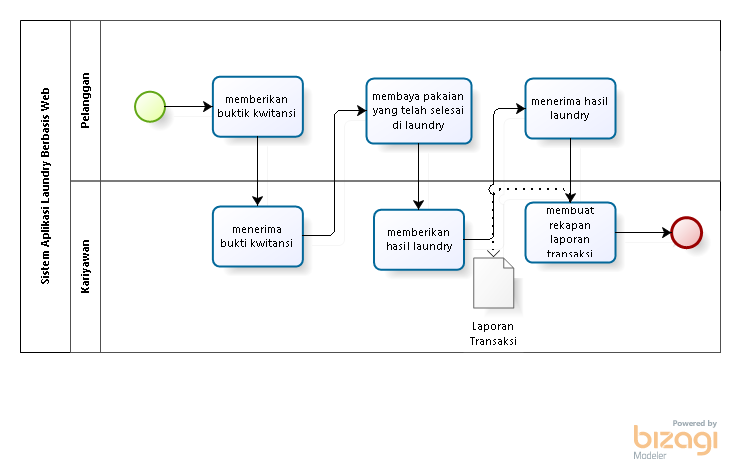 Sistem Aplikasi Laundry Berbasis Web
Pelanggan
memberikan
buktik kwitansi
membaya pakaian
yang telah selesai
di laundry
menerima hasil
laundry
Kariyawan
menerima
bukti kwitansi
memberikan
hasil laundry
membuat
rekapan
laporan
transaksi
Laporan
Transaksi
Powered by
bizagi
Modeler